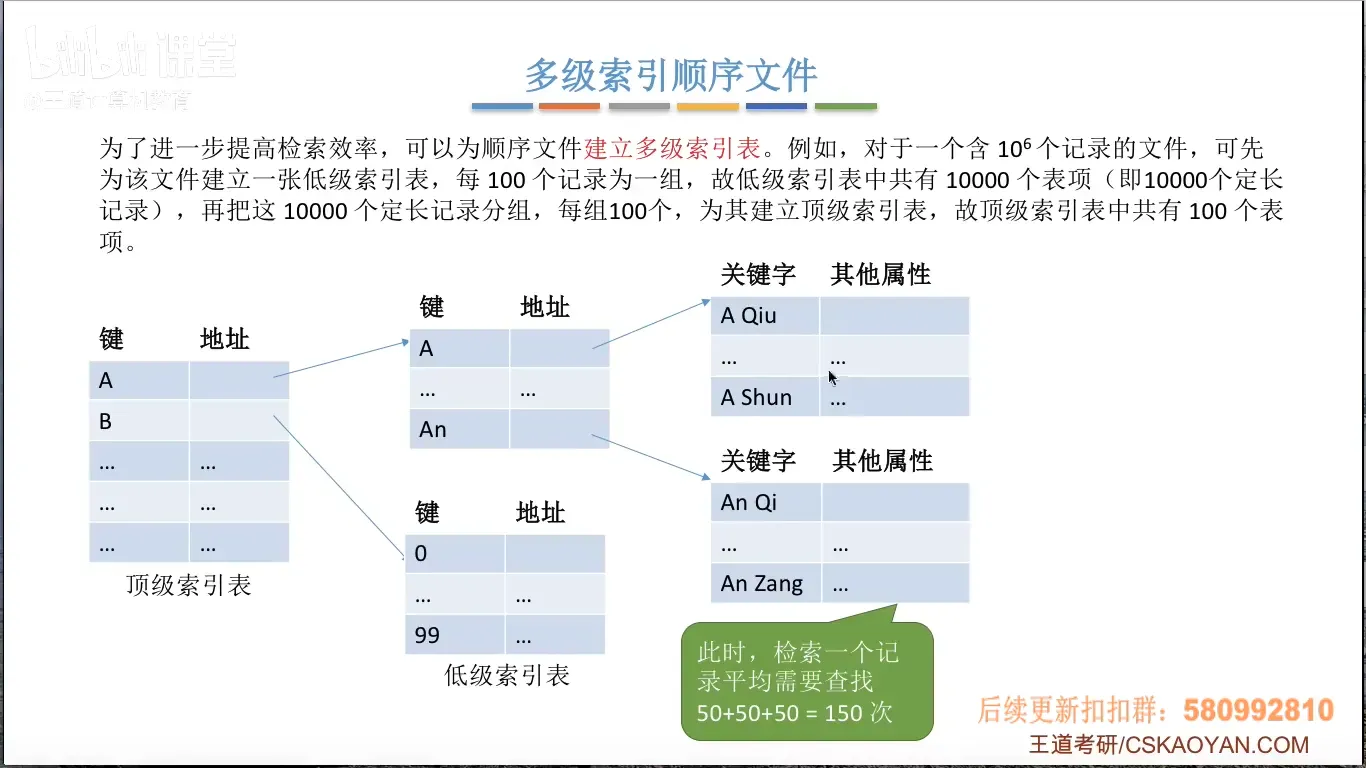 bilibili 课堂
@王道计算机教育
多级索引顺序文件
为了进一步提高检索效率，可以为顺序文件建立多级索引表。例如，对于一个含 10⁶ 个记录的文件，可先
为该文件建立一张低级索引表，每 100 个记录为一组，故低级索引表中共有 10000 个表项（即10000个定长
记录），再把这 10000 个定长记录分组，每组100个，为其建立顶级索引表，故顶级索引表中共有 100 个表
项。
键 地址
A
B
... ...
... ...
... ...
顶级索引表
键 地址
A
... ...
An
键 地址
0
... ...
99 ...
低级索引表
关键字 其他属性
A Qiu
... ...
A Shun ...
关键字 其他属性
An Qi
... ...
An Zang ...
此时，检索一个记
录平均需要查找
50+50+50 = 150 次
后续更新扣扣群：580992810
王道考研/CSKAOYAN.COM